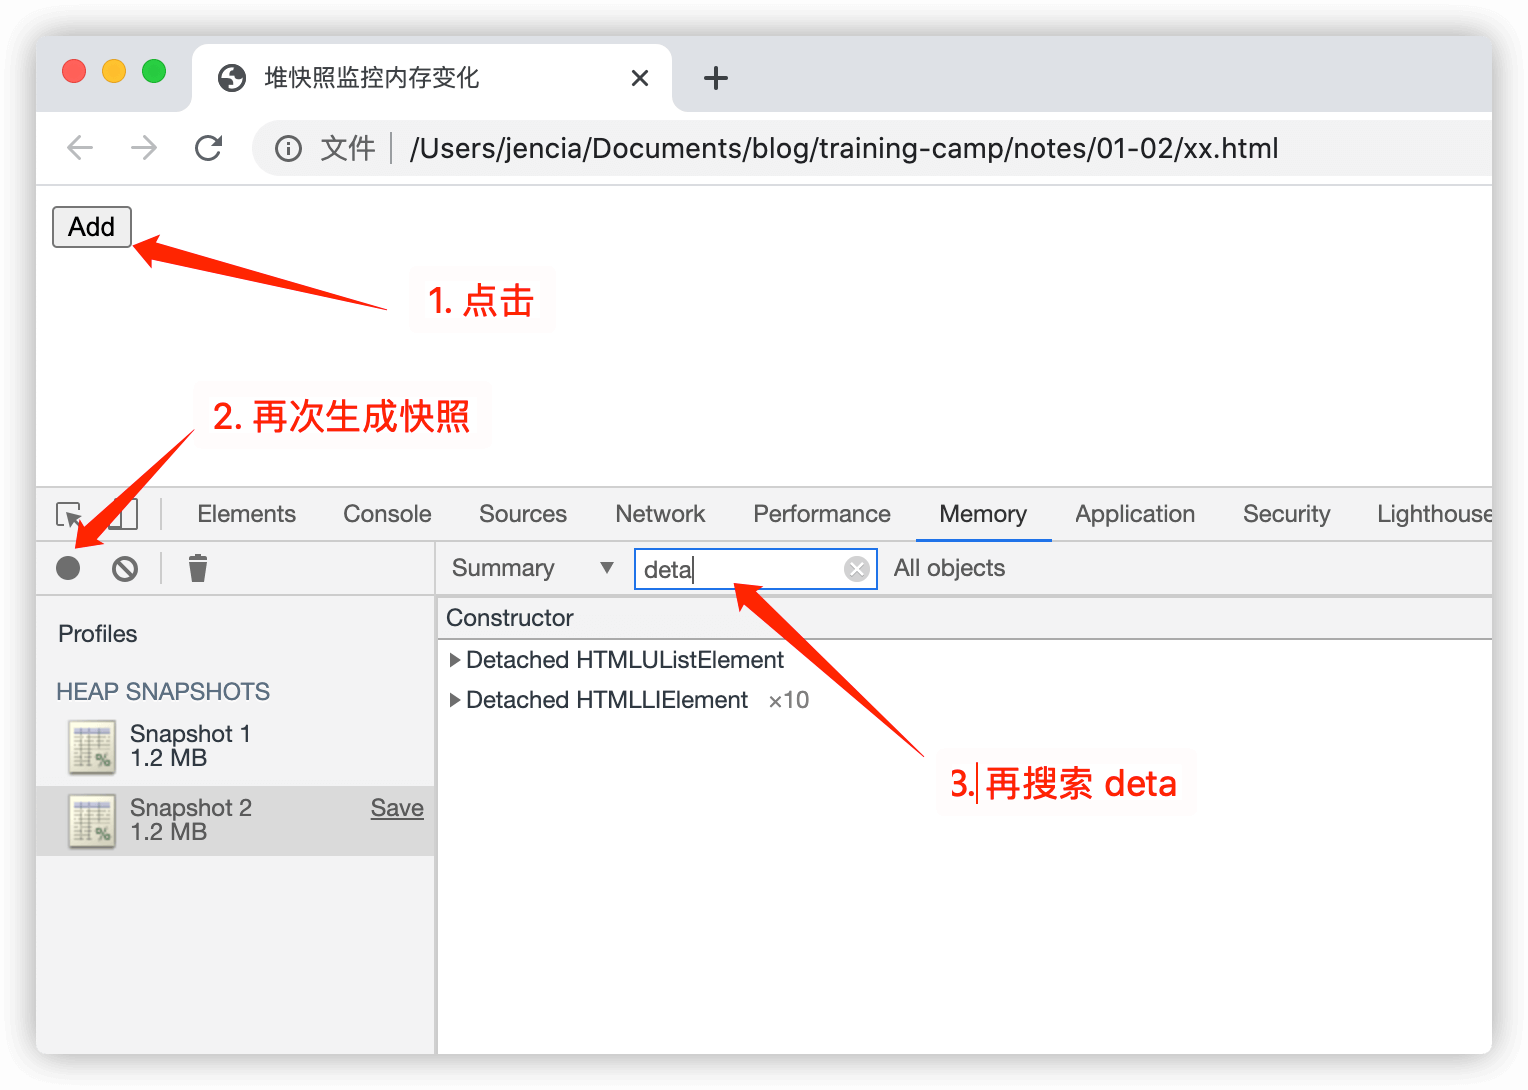 堆快照监控内存变化
文件 /Users/jencia/Documents/blog/training-camp/notes/01-02/xx.html
Add
1. 点击
2. 再次生成快照
Elements Console Sources Network Performance Memory Application Security Lighthouse
Summary deta All objects
Profiles
Constructor
Detached HTMLUListElement
HEAP SNAPSHOTS
Detached HTMLLIElement ×10
Snapshot 1
1.2 MB
3. 再搜索 deta
Snapshot 2 Save
1.2 MB